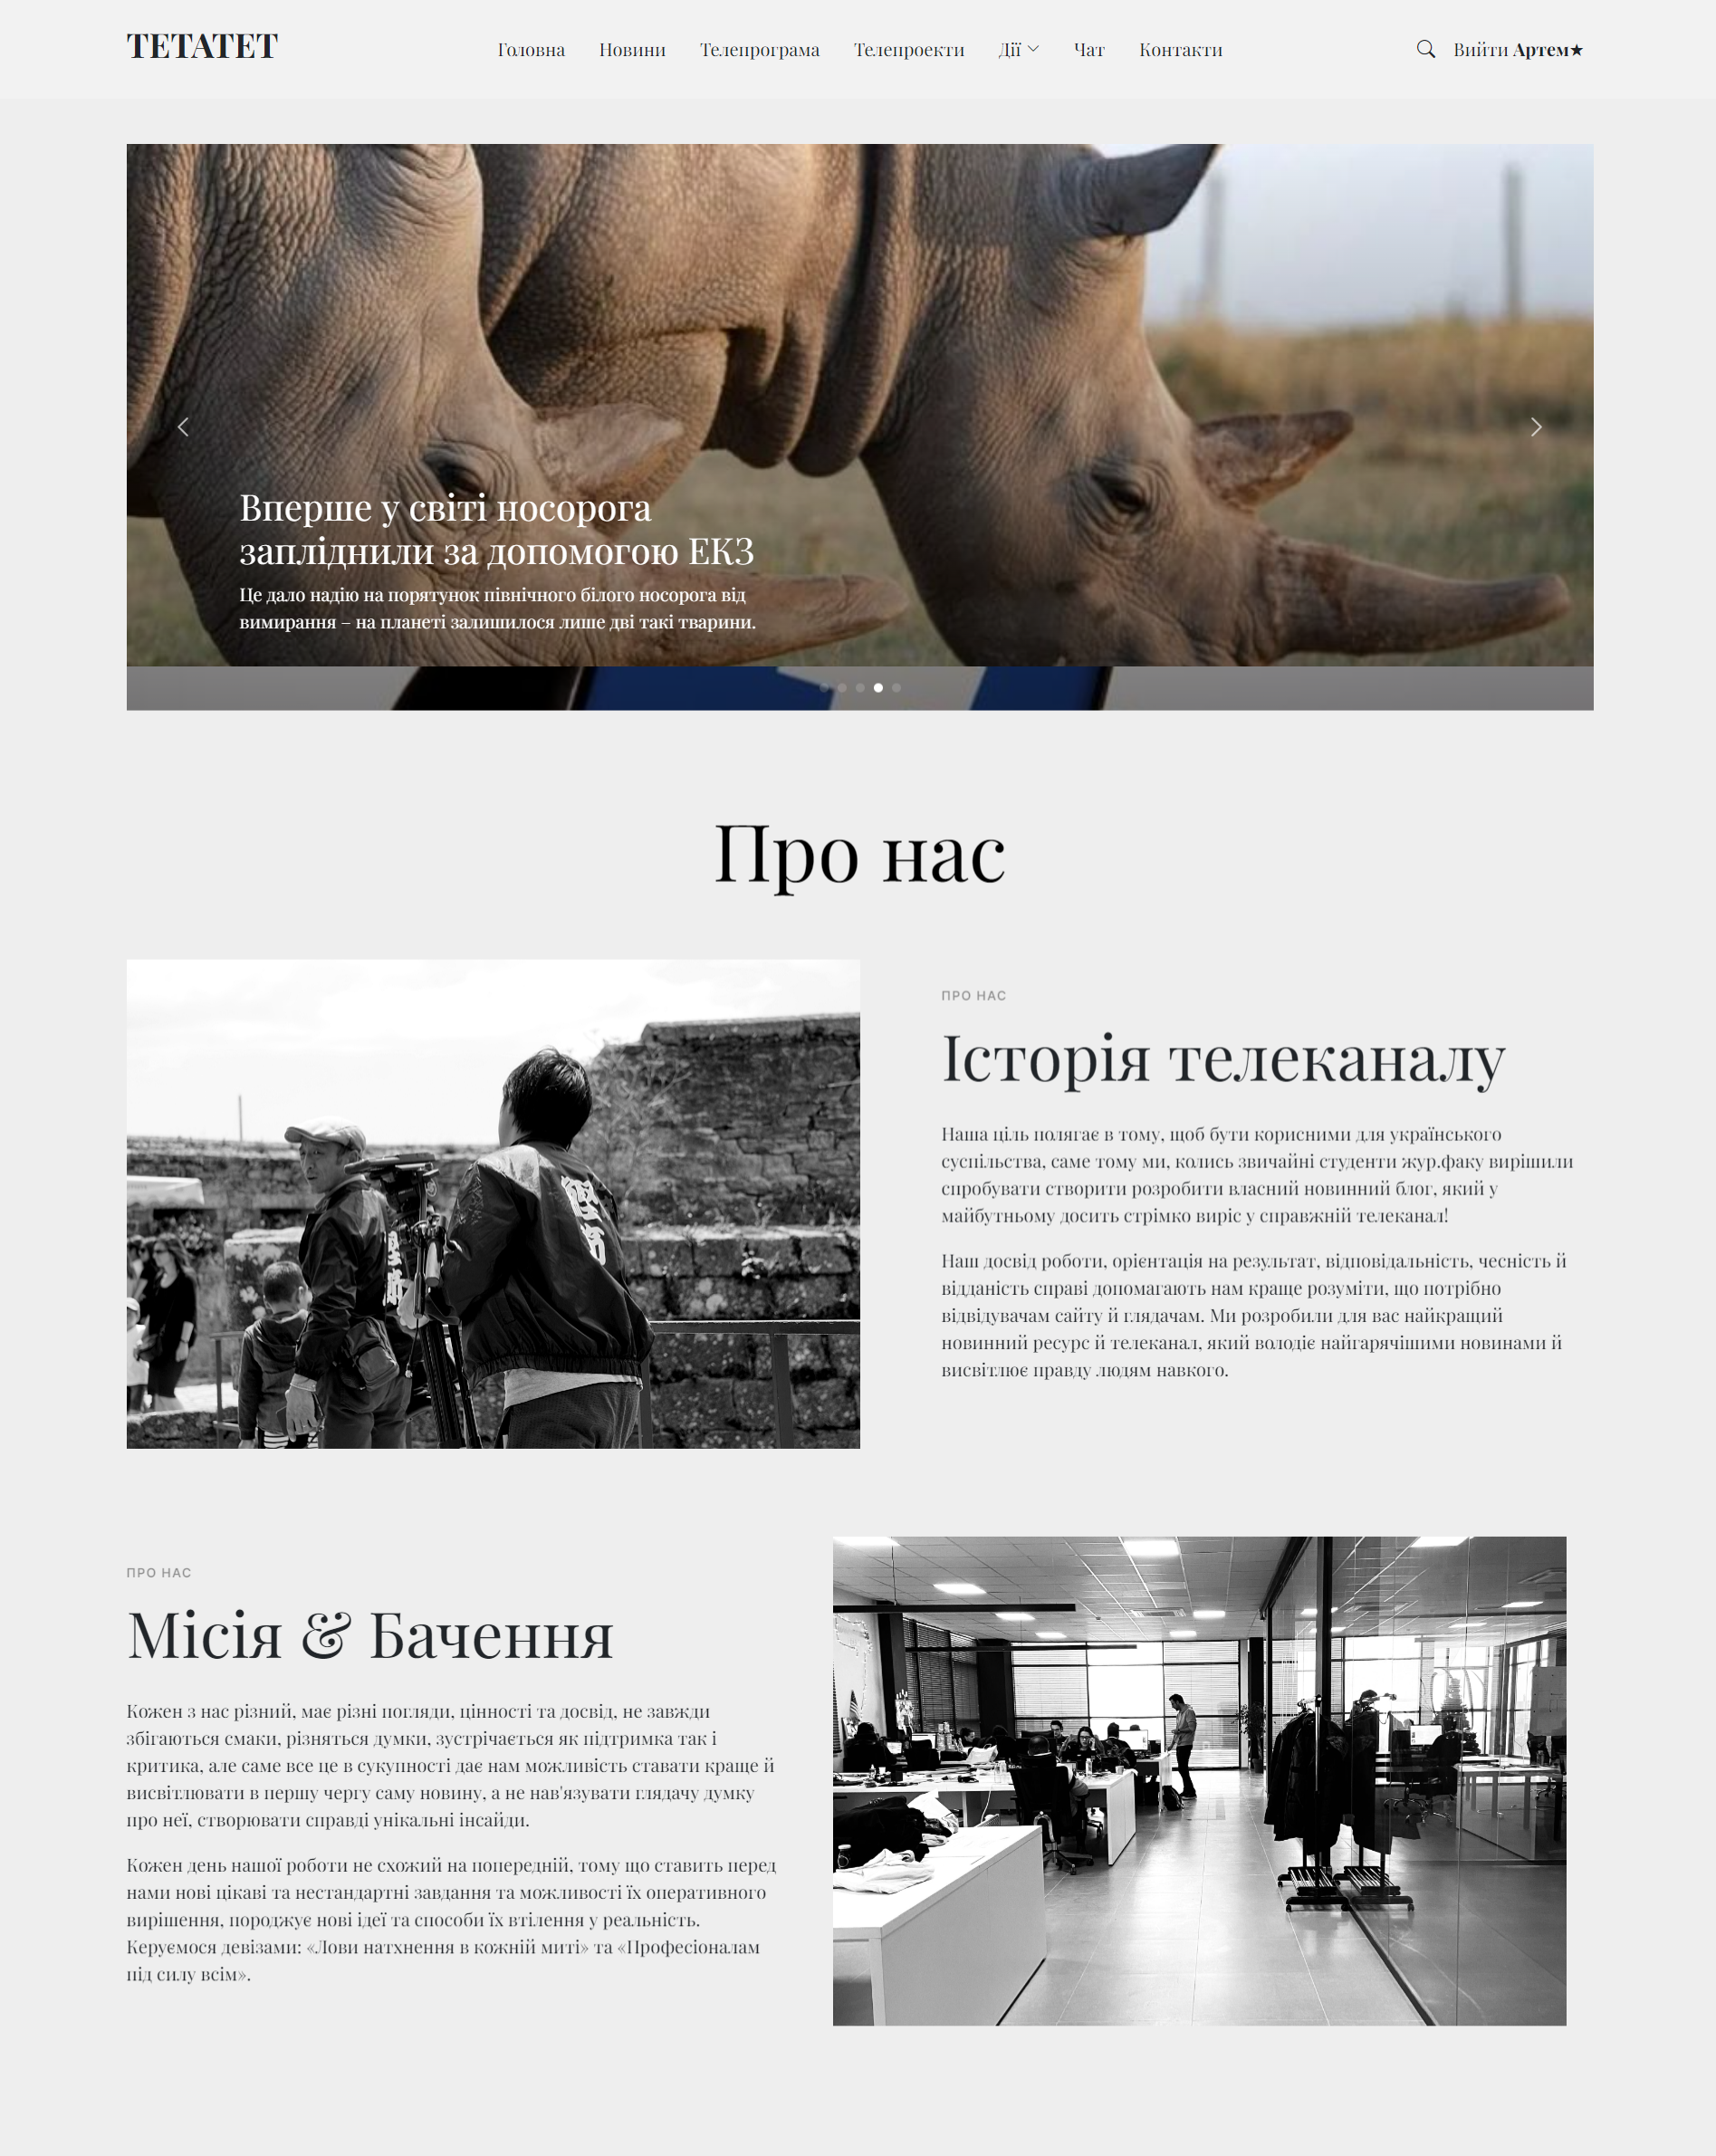 ТЕТАТЕТ
Головна Новини Телепрограма Телепроекти Дії Чат Контакти
Вийти Артем★
Вперше у світі носорога
запліднили за допомогою ЕКЗ
Це дало надію на порятунок північного білого носорога від
вимирання – на планеті залишилося лише дві такі тварини.
Про нас
ПРО НАС
Історія телеканалу
Наша ціль полягає в тому, щоб бути корисними для українського
суспільства, саме тому ми, колись звичайні студенти жур.факу вирішили
спробувати створити розробити власний новинний блог, який у
майбутньому досить стрімко виріс у справжній телеканал!
Наш досвід роботи, орієнтація на результат, відповідальність, чесність й
відданість справі допомагають нам краще розуміти, що потрібно
відвідувачам сайту й глядачам. Ми розробили для вас найкращий
новинний ресурс й телеканал, який володіє найгарячішими новинами й
висвітлює правду людям навкого.
ПРО НАС
Місія & Бачення
Кожен з нас різний, має різні погляди, цінності та досвід, не завжди
збігаються смаки, різняться думки, зустрічається як підтримка так і
критика, але саме все це в сукупності дає нам можливість ставати краще й
висвітлювати в першу чергу саму новину, а не нав'язувати глядачу думку
про неї, створювати справді унікальні інсайди.
Кожен день нашої роботи не схожий на попередній, тому що ставить перед
нами нові цікаві та нестандартні завдання та можливості їх оперативного
вирішення, породжує нові ідеї та способи їх втілення у реальність.
Керуємося девізами: «Лови натхнення в кожній миті» та «Професіоналам
під силу всім».